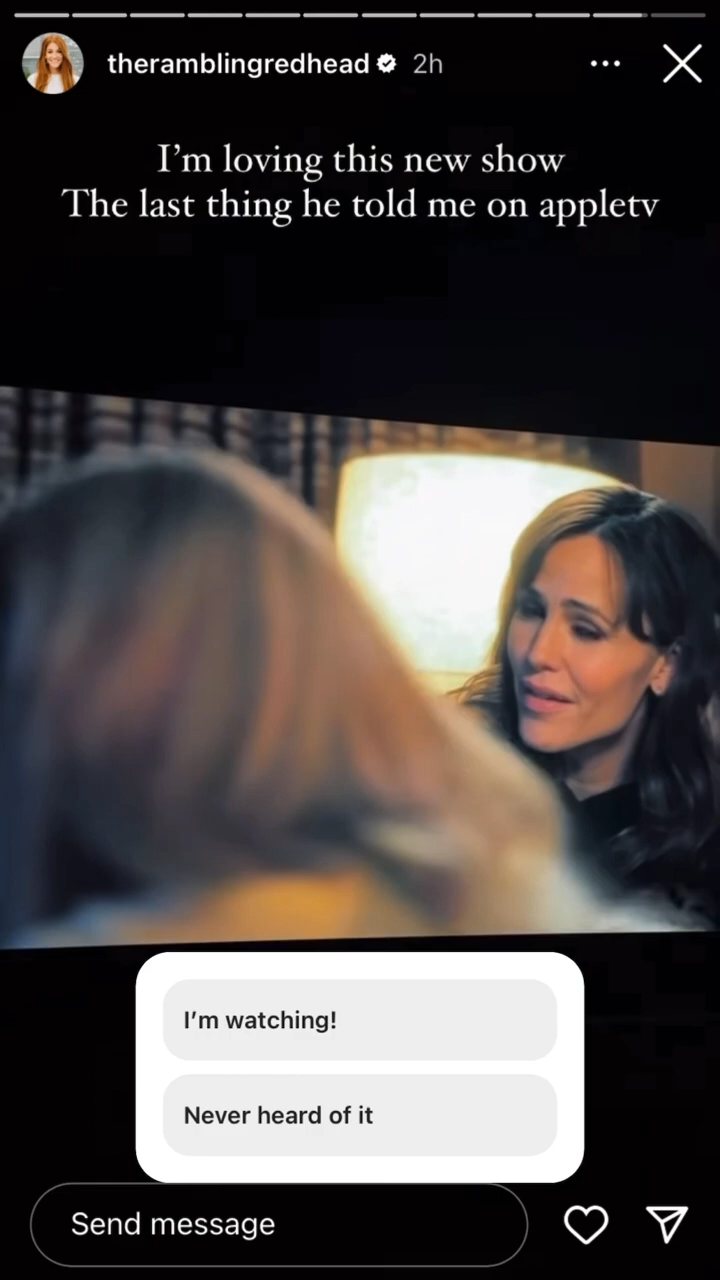 theramblingredhead 2h
I'm loving this new show
The last thing he told me on appletv
I'm watching!
Never heard of it
Send message